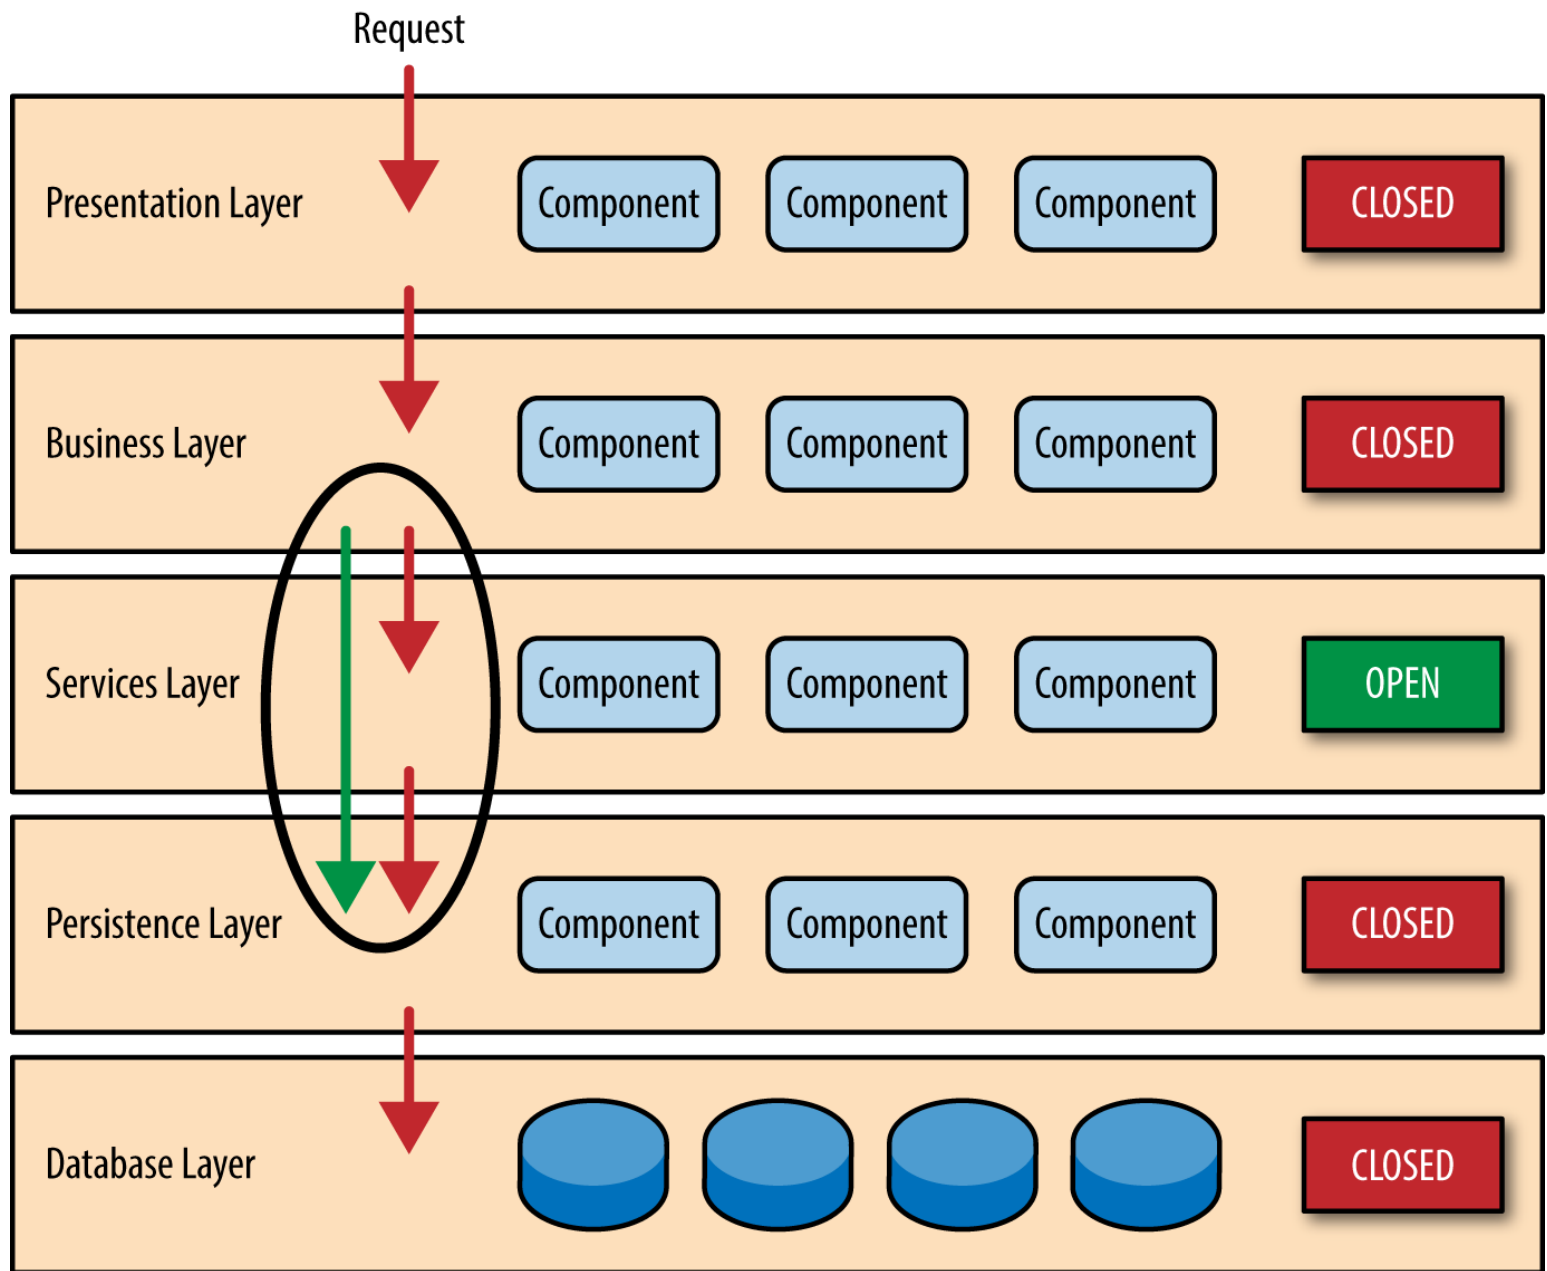 Request
Presentation Layer Component Component Component CLOSED
Business Layer Component Component Component CLOSED
Services Layer Component Component Component OPEN
Persistence Layer Component Component Component CLOSED
Database Layer CLOSED